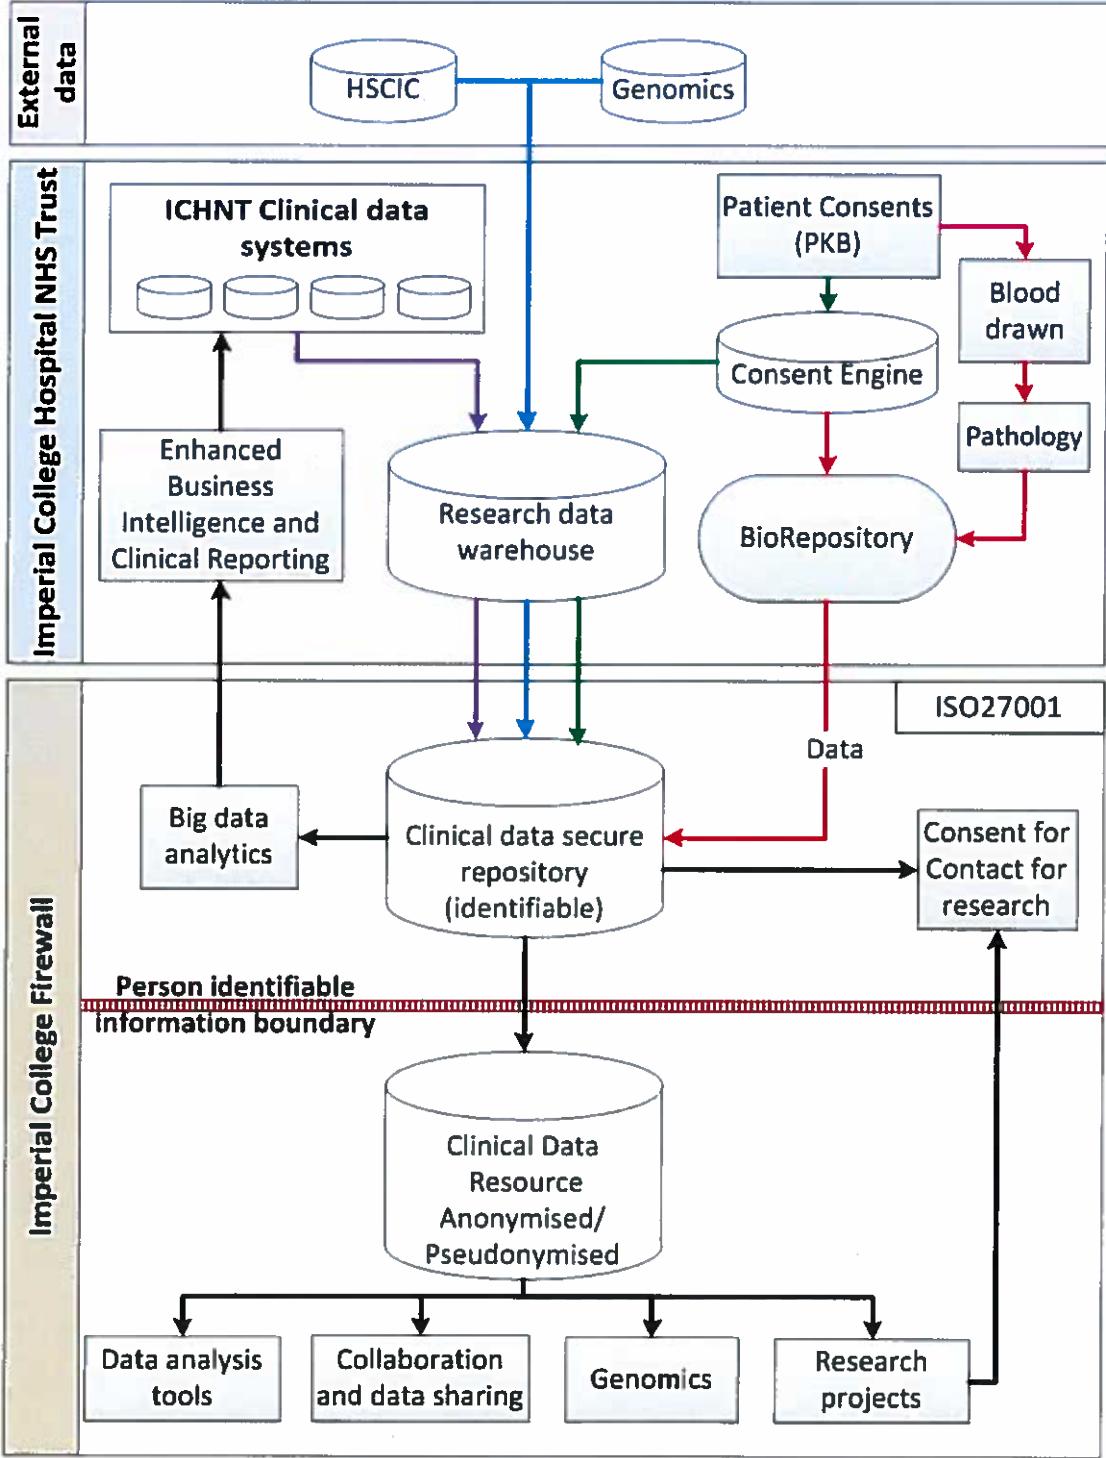 External
data
HSCIC
Genomics
Imperial College Hospital NHS Trust
ICHNT Clinical data
systems
Patient Consents
(PKB)
Blood
drawn
Consent Engine
Pathology
Enhanced
Business
Intelligence and
Clinical Reporting
Research data
warehouse
BioRepository
Imperial College Firewall
ISO27001
Data
Big data
analytics
Clinical data secure
repository
(identifiable)
Consent for
Contact for
research
Person identifiable
information boundary
Clinical Data
Resource
Anonymised/
Pseudonymised
Data analysis
tools
Collaboration
and data sharing
Genomics
Research
projects